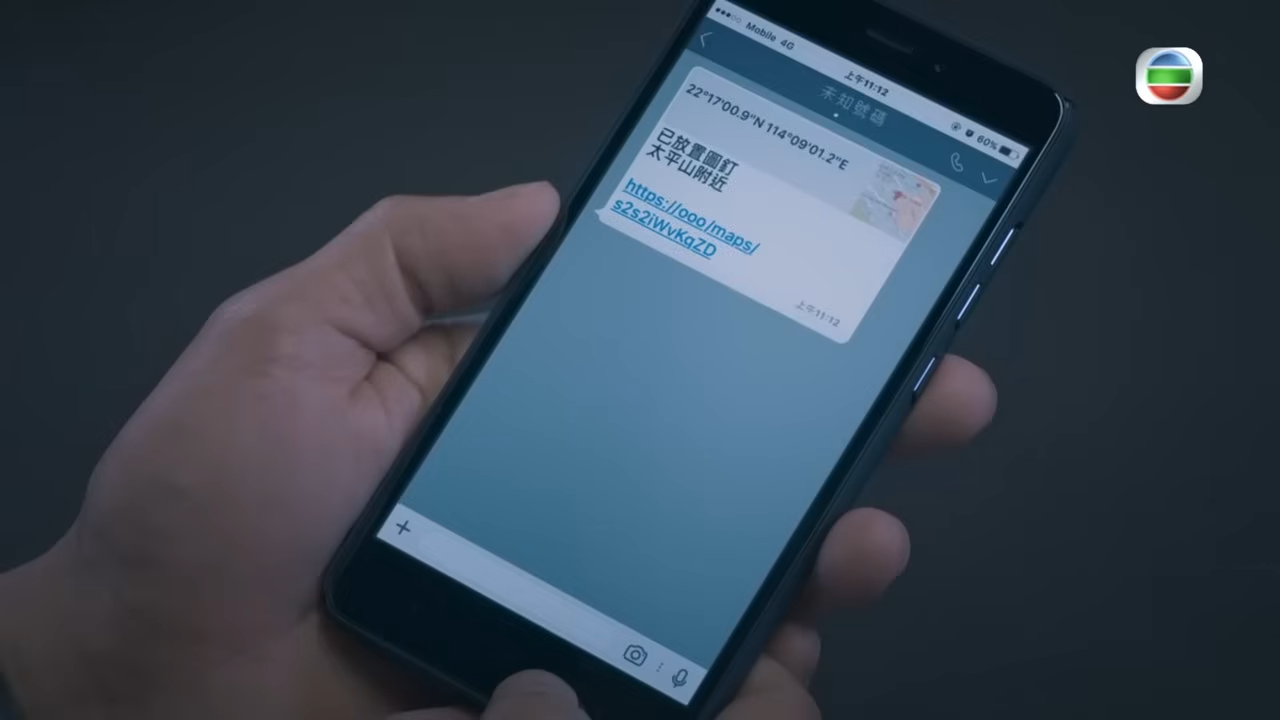 Mobile 4G
上午11:12
60%
未知號碼
22°17'00.9"N 114°09'01.2"E
已放置圖釘
太平山附近
https://ooo/maps/
s2s2iWvKqZD
上午11:12